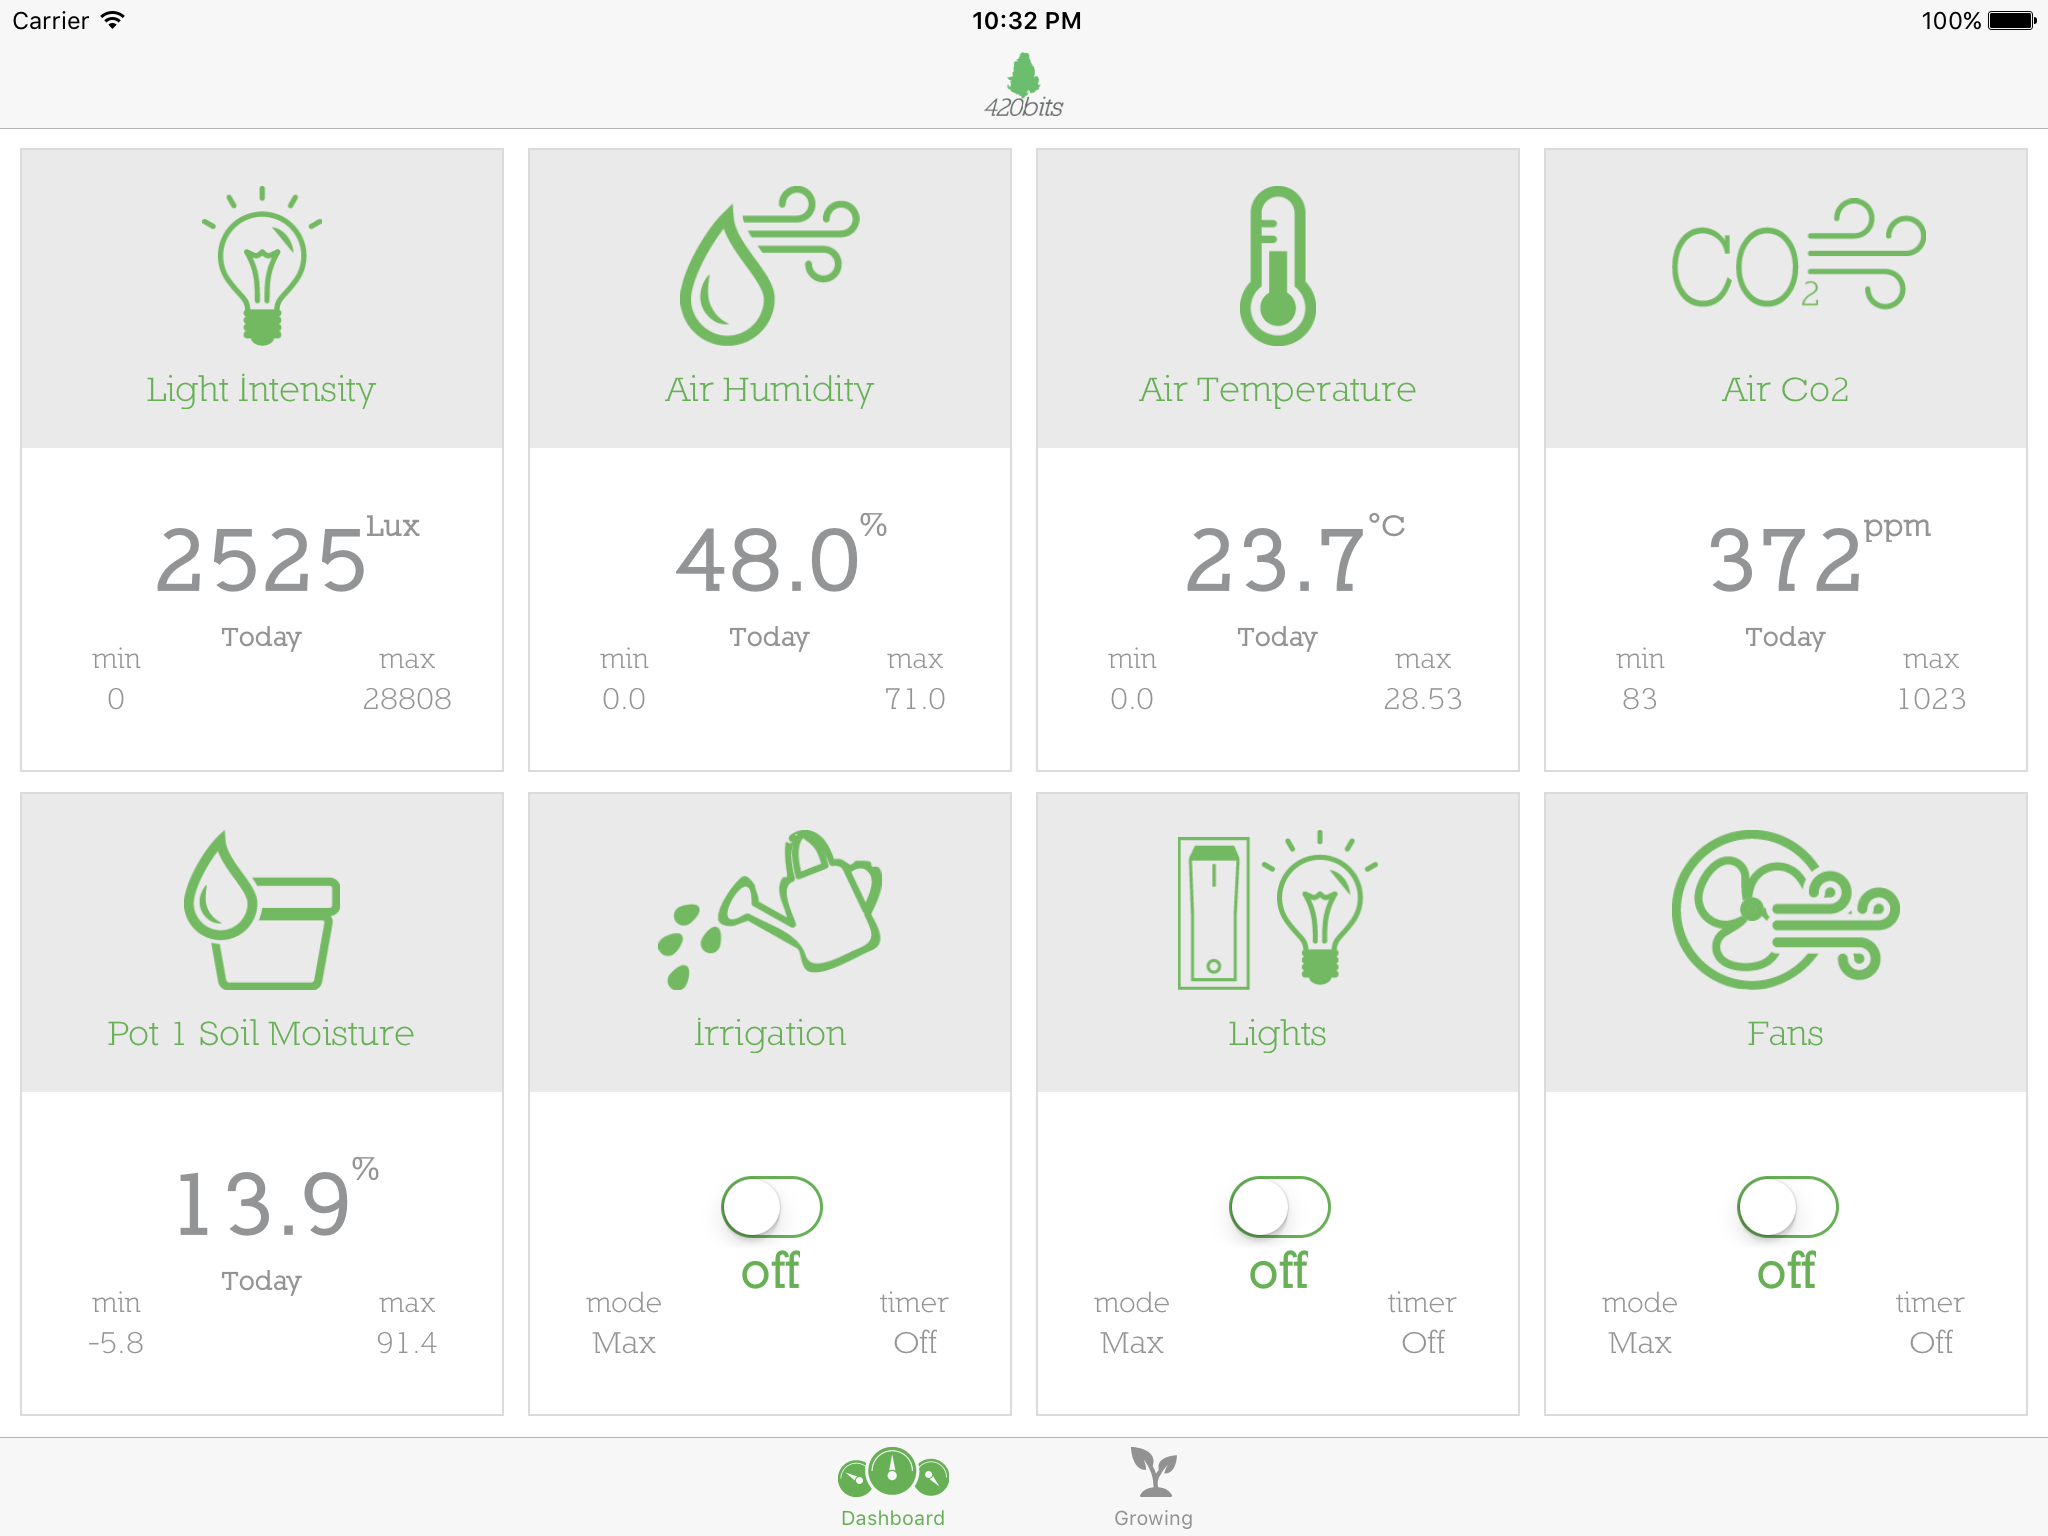 Carrier 10:32 PM 100%
420bits
CO2
Light Intensity
Air Humidity
Air Temperature
Air Co2
2525 Lux
48.0 %
23.7 °C
372 ppm
Today
Today
Today
Today
min max
min max
min max
min max
0 28808
0.0 71.0
0.0 28.53
83 1023
Pot 1 Soil Moisture
Irrigation
Lights
Fans
13.9 %
off
off
off
Today
min max
mode timer
mode timer
mode timer
-5.8 91.4
Max Off
Max Off
Max Off
Dashboard
Growing